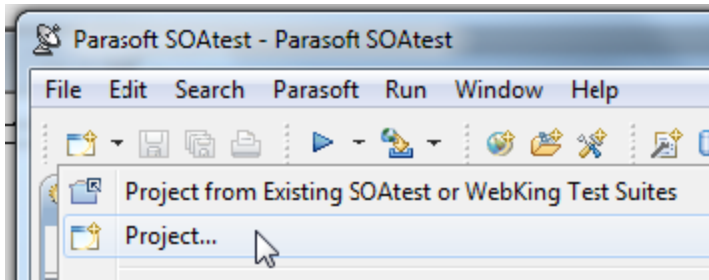 Parasoft SOAtest - Parasoft SOAtest
File Edit Search Parasoft Run Window Help
Project from Existing SOAtest or WebKing Test Suites
Project...